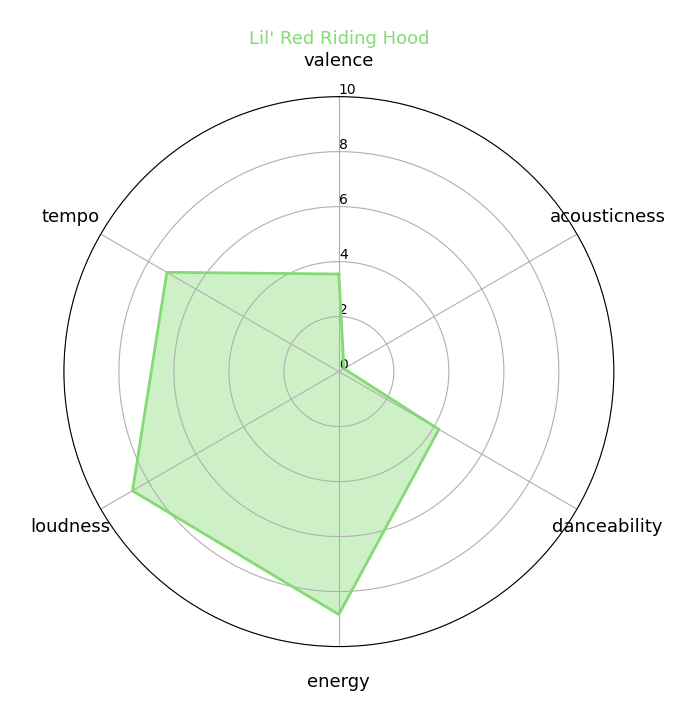 Lil' Red Riding Hood
valence
10
8
6
4
2
0
tempo
acousticness
loudness
danceability
energy